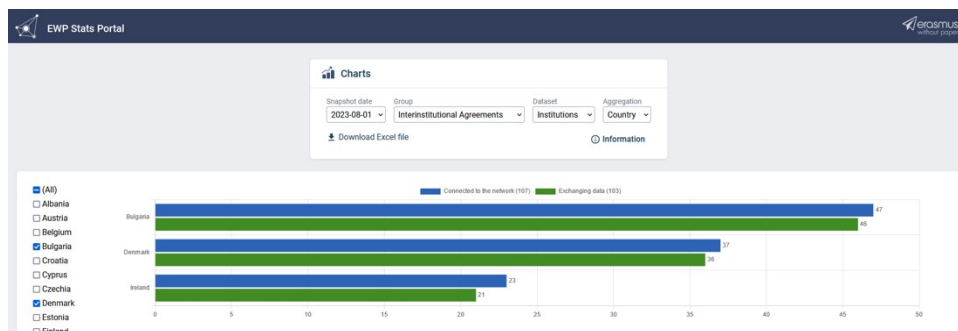 EWP Stats Portal
erasmus
without paper
Charts
Snapshot date Group Dataset Aggregation
2023-08-01 Interinstitutional Agreements Institutions Country
Download Excel file Information
(All)
Albania
Austria
Belgium
Bulgaria
Croatia
Cyprus
Czechia
Denmark
Estonia
Finland
Connected to the network (107) Exchanging data (103)
Bulgaria 47
46
Denmark 37
36
Ireland 23
21
0 5 10 15 20 25 30 35 40 45 50